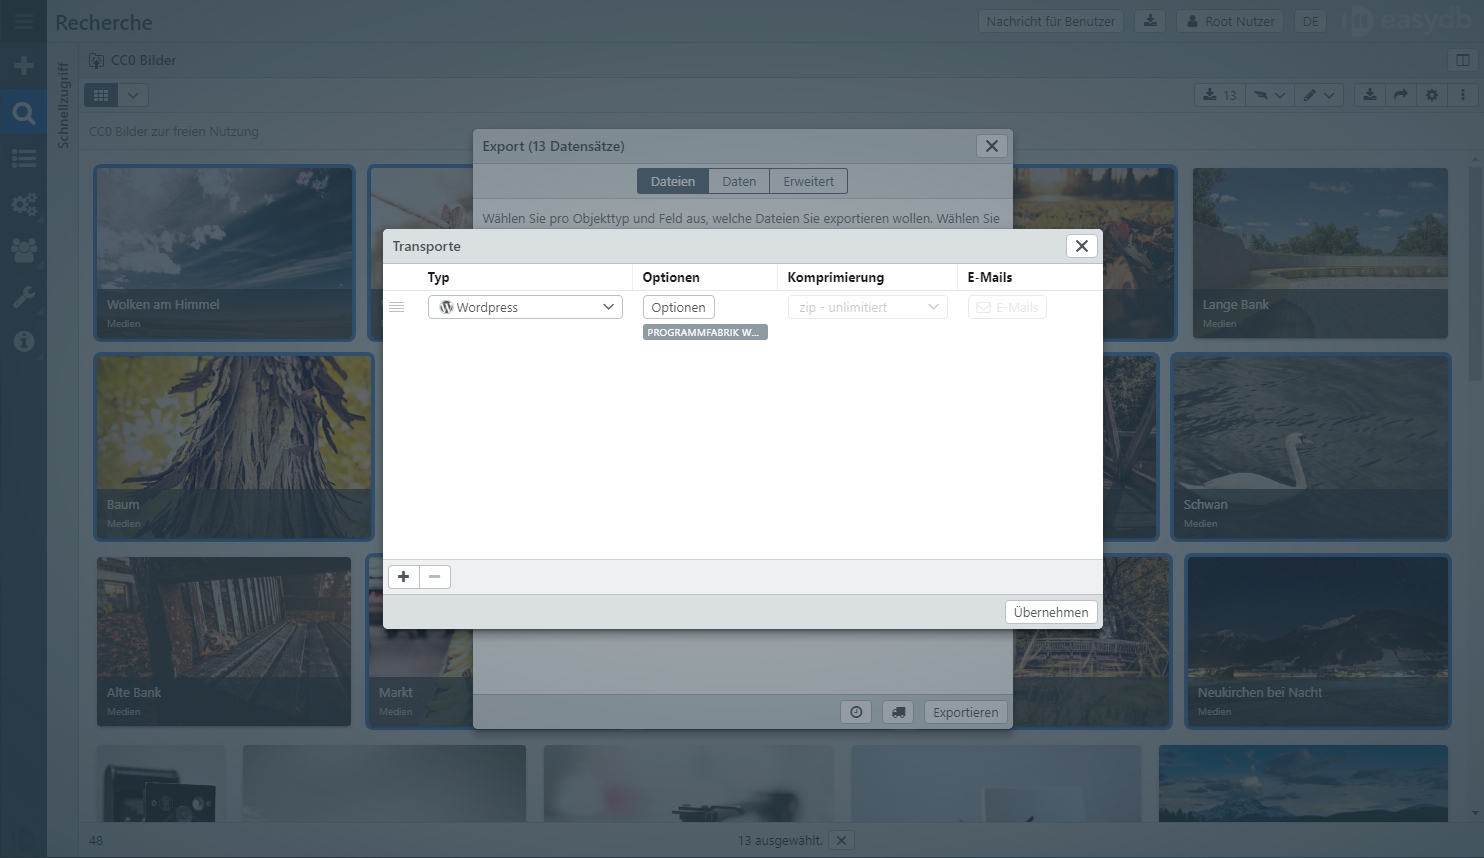 Recherche
Nachricht für Benutzer
Root Nutzer
DE
easydb
Schnellzugriff
CC0 Bilder
13
CC0 Bilder zur freien Nutzung
Export (13 Datensätze)
Dateien Daten Erweitert
Wählen Sie pro Objekttyp und Feld aus, welche Dateien Sie exportieren wollen. Wählen Sie
Transporte
Typ Optionen Komprimierung E-Mails
Wordpress Optionen zip - unlimitiert E-Mails
PROGRAMMFABRIK W...
Übernehmen
Exportieren
Wolken am Himmel
Medien
Lange Bank
Medien
Baum
Medien
Schwan
Medien
Alte Bank
Medien
Markt
Medien
Neukirchen bei Nacht
Medien
48
13 ausgewählt.